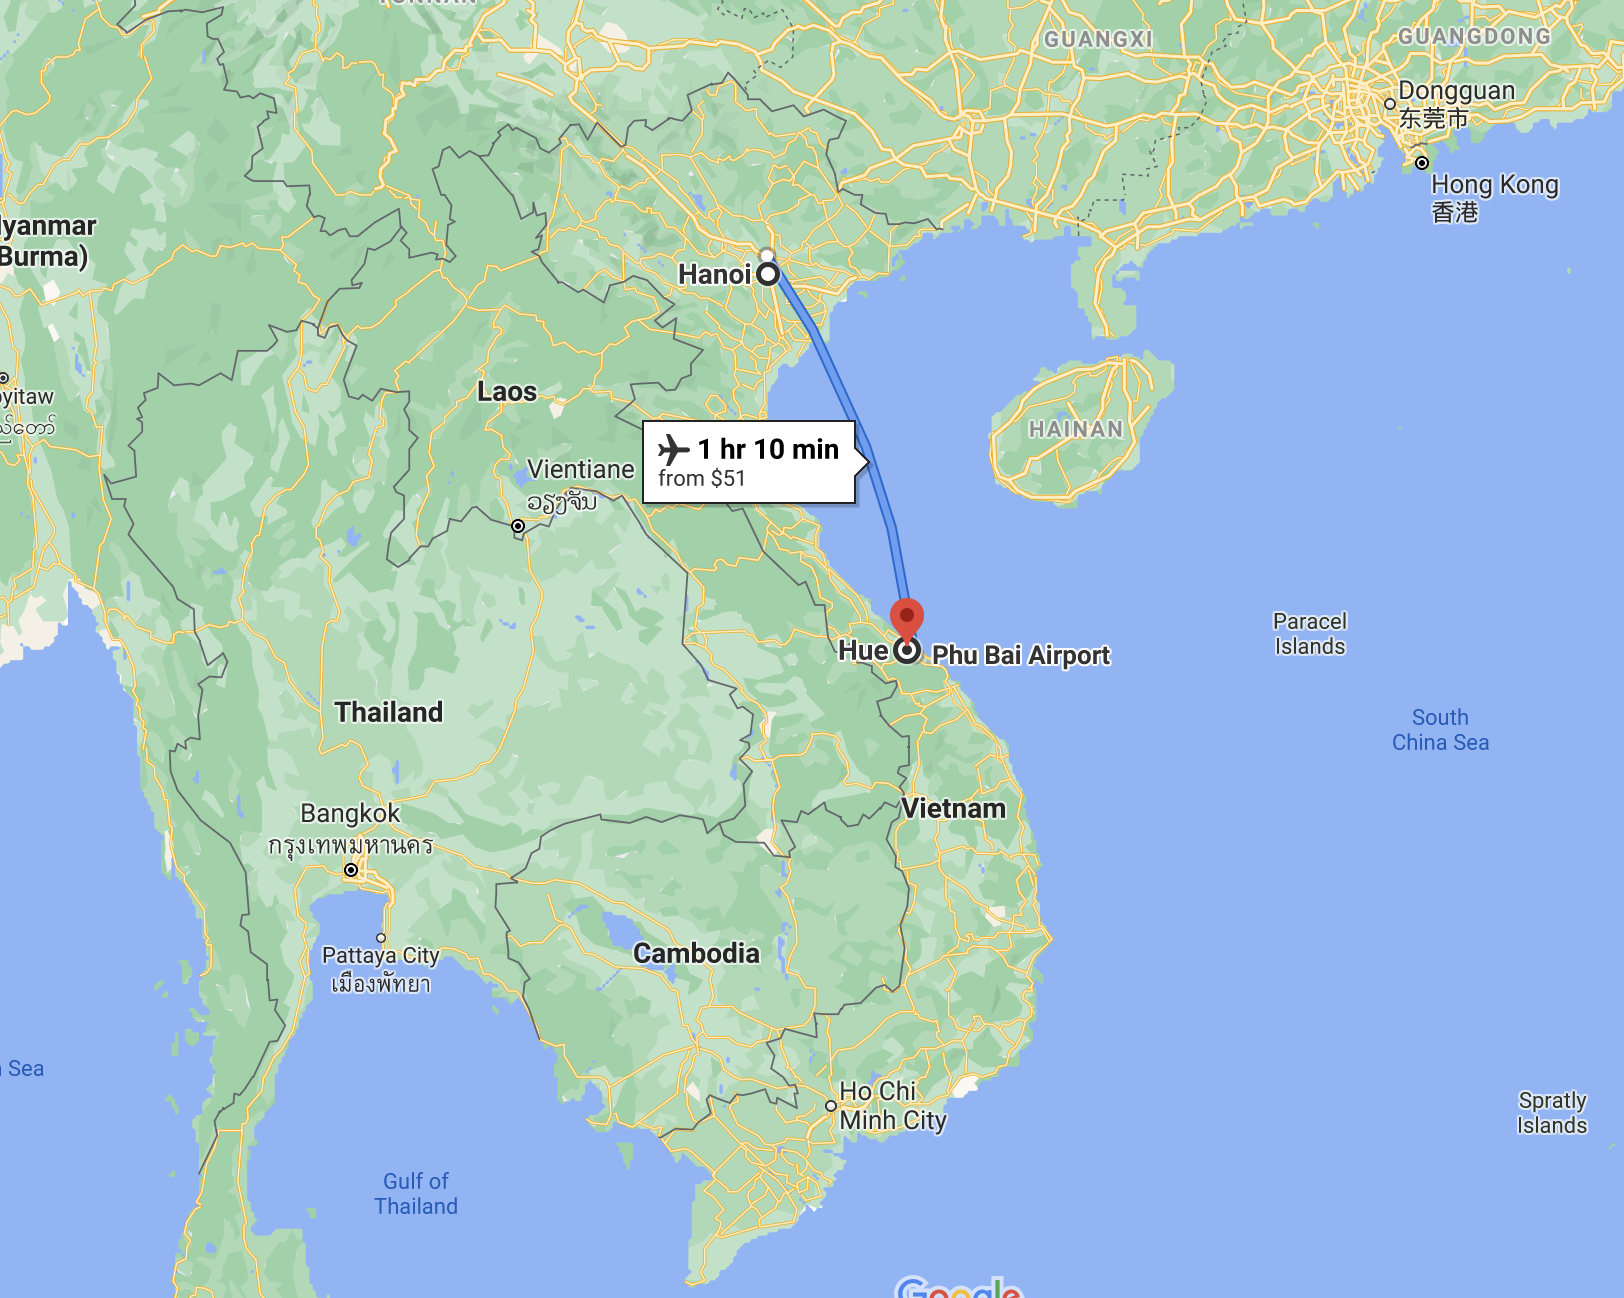 YUNNAN
GUANGXI
GUANGDONG
Dongguan
东莞市
Hong Kong
香港
lyanmar
Burma)
Hanoi
Laos
HAINAN
1 hr 10 min
from $51
Vientiane
ວຽງຈັນ
yitaw
Hue
Phu Bai Airport
Paracel
Islands
South
China Sea
Thailand
Bangkok
กรุงเทพมหานคร
Vietnam
Cambodia
Pattaya City
เมืองพัทยา
Sea
Ho Chi
Minh City
Spratly
Islands
Gulf of
Thailand
Google